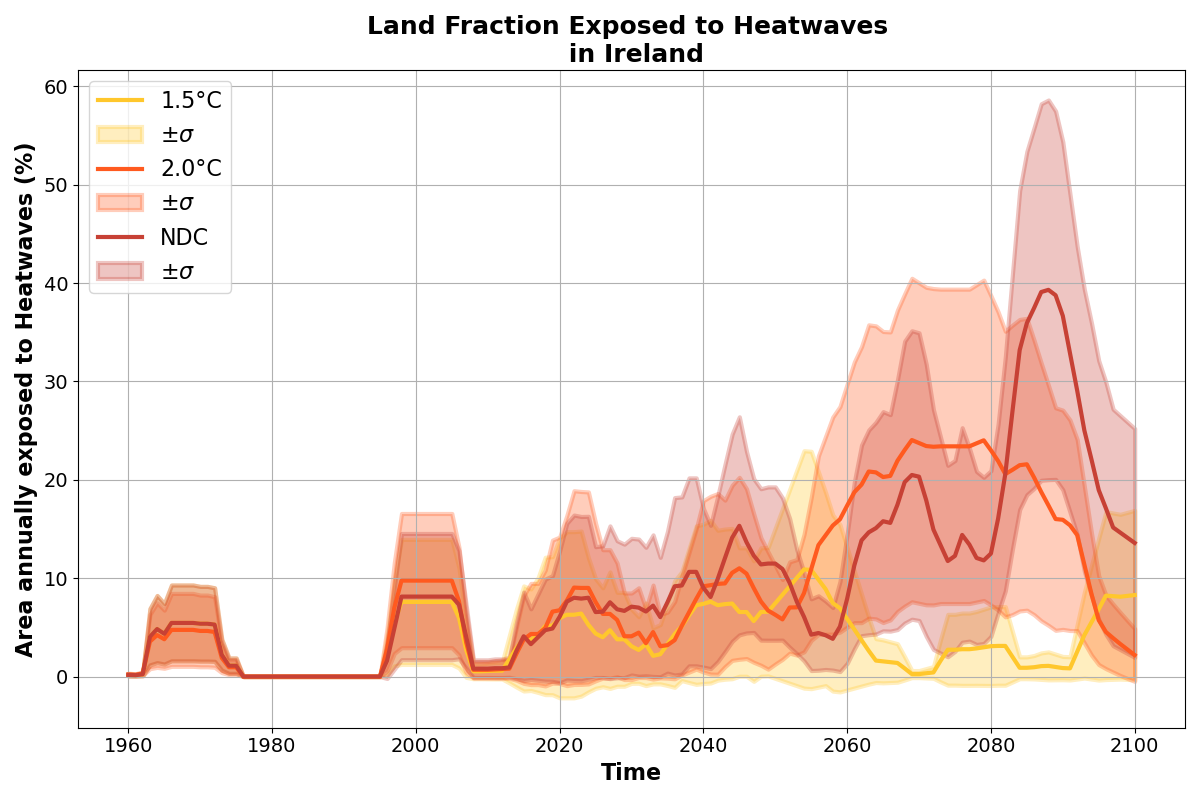 Land Fraction Exposed to Heatwaves
in Ireland
Area annually exposed to Heatwaves (%)
60
50
40
30
20
10
0
1.5°C
±σ
2.0°C
±σ
NDC
±σ
1960
1980
2000
2020
2040
2060
2080
2100
Time